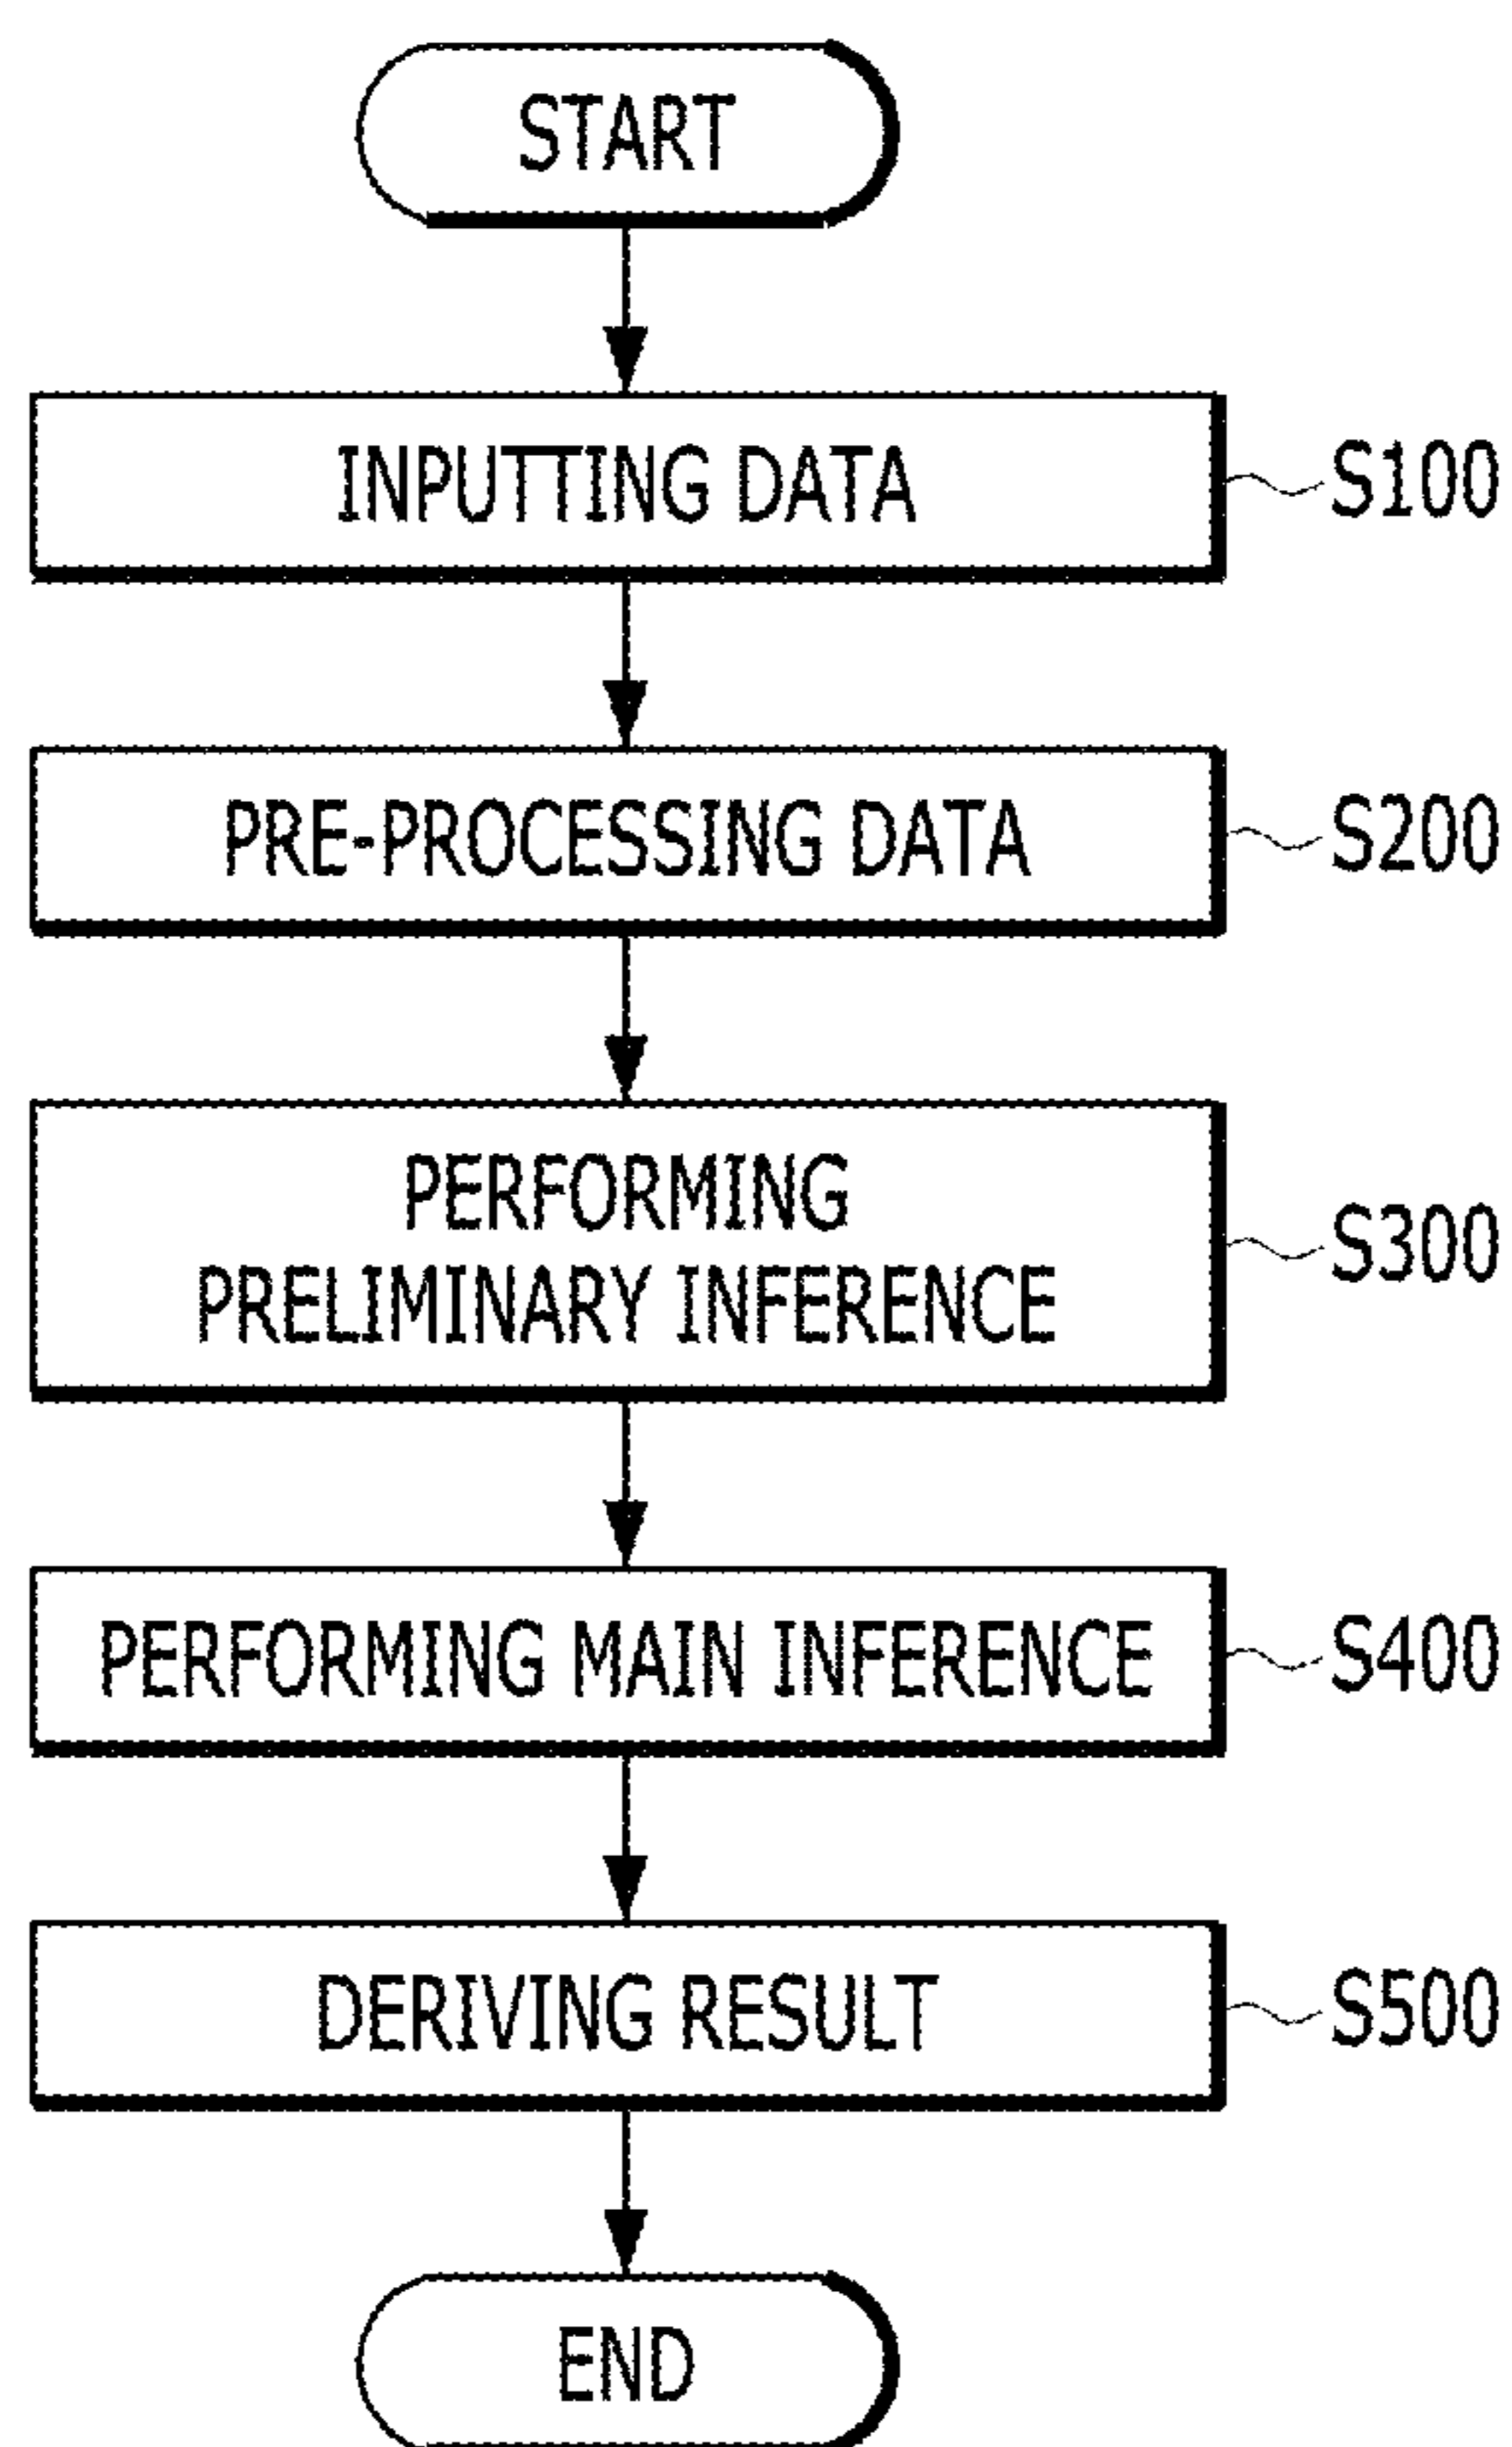 START
INPUTTING DATA
S100
PRE-PROCESSING DATA
S200
PERFORMING
PRELIMINARY INFERENCE
S300
PERFORMING MAIN INFERENCE
S400
DERIVING RESULT
S500
END